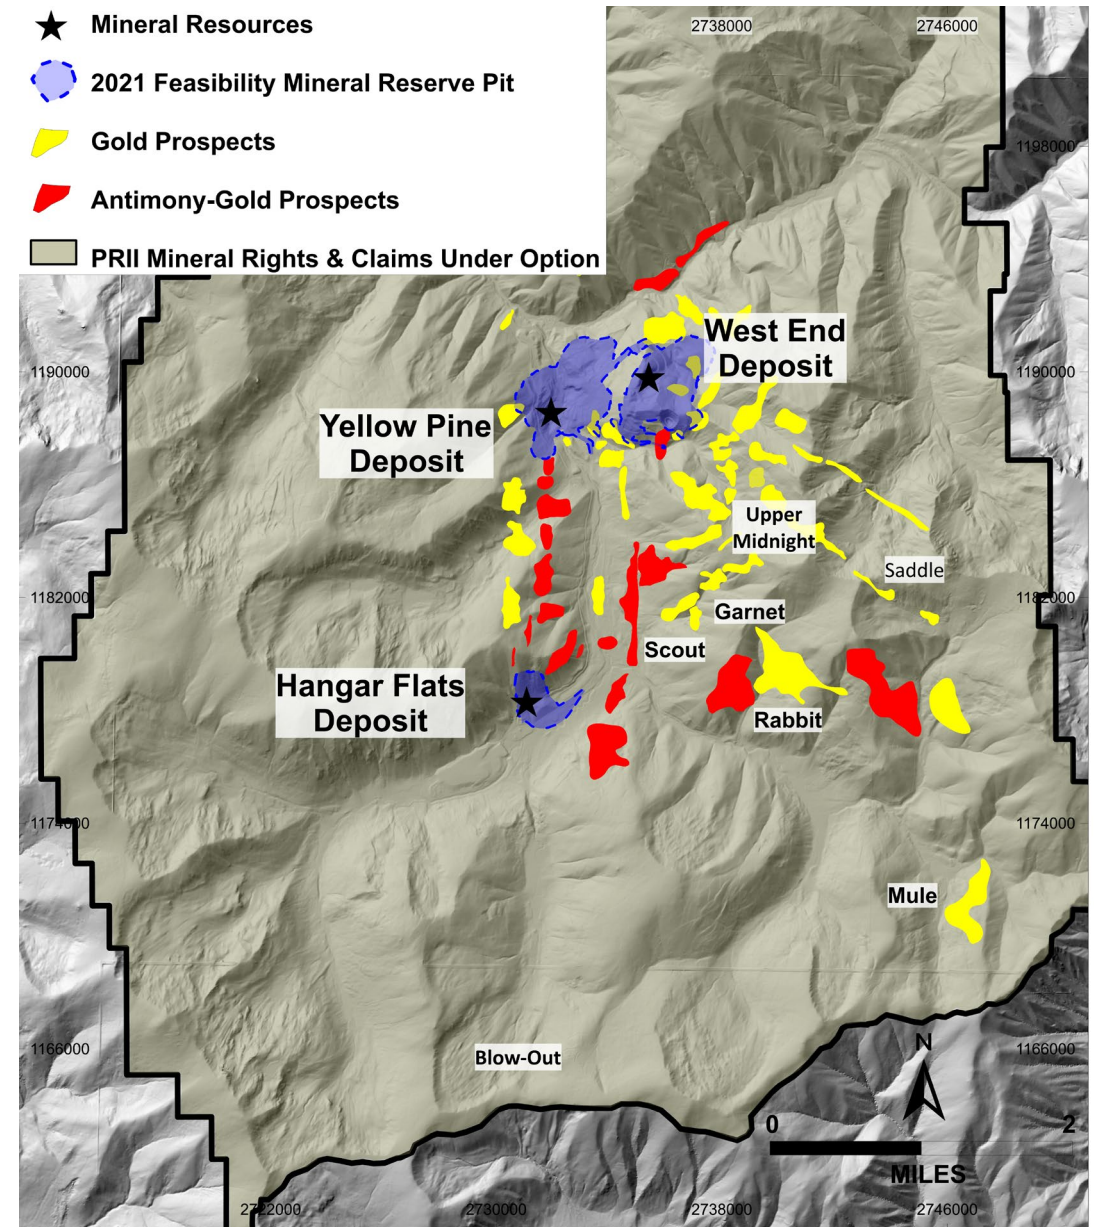 Mineral Resources
2021 Feasibility Mineral Reserve Pit
Gold Prospects
Antimony-Gold Prospects
PRII Mineral Rights & Claims Under Option
2738000
2746000
1198000
1190000
1190000
West End
Deposit
Yellow Pine
Deposit
Upper
Midnight
Saddle
1182000
1182000
Garnet
Scout
Hangar Flats
Deposit
Rabbit
1174000
1174000
Mule
1166000
1166000
Blow-Out
N
0
2
MILES
2722000
2730000
2738000
2746000